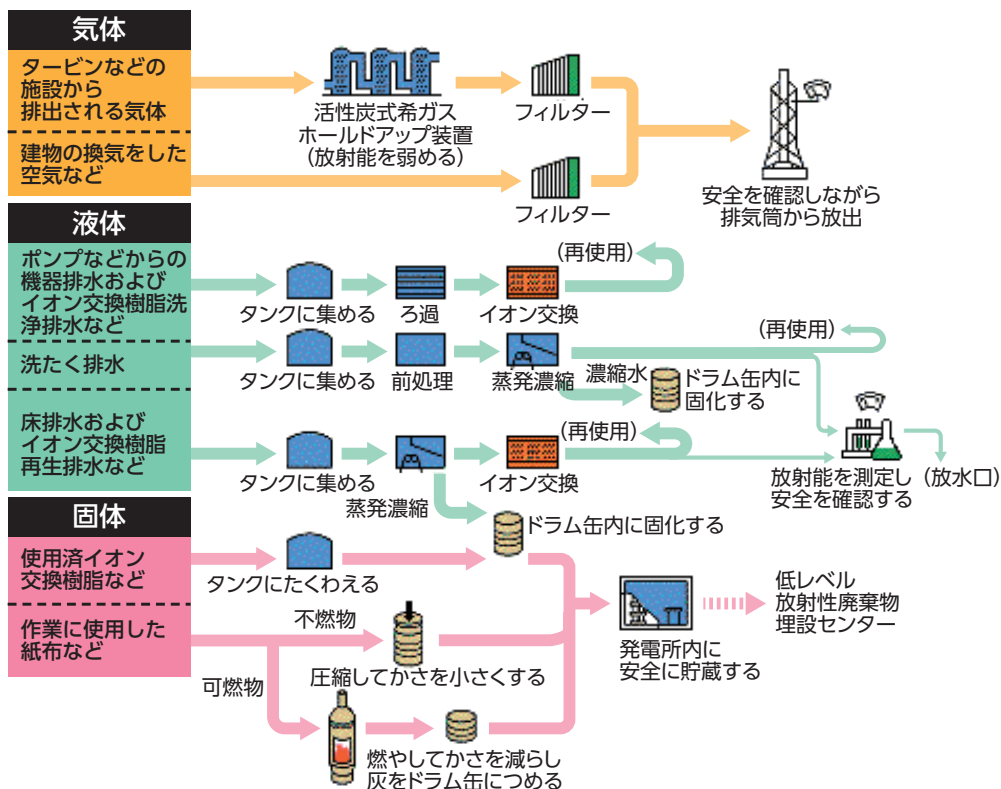 気体
タービンなどの
施設から
排出される気体
活性炭式希ガス
ホールドアップ装置
(放射能を弱める)
フィルター
建物の換気をした
空気など
フィルター
安全を確認しながら
排気筒から放出
液体
ポンプなどからの
機器排水および
イオン交換樹脂洗
浄排水など
タンクに集める
ろ過
イオン交換
(再使用)
洗たく排水
タンクに集める
前処理
蒸発濃縮
(再使用)
濃縮水
ドラム缶内に
固化する
床排水および
イオン交換樹脂
再生排水など
タンクに集める
蒸発濃縮
イオン交換
(再使用)
ドラム缶内に固化する
放射能を測定し
安全を確認する
(放水口)
固体
使用済イオン
交換樹脂など
タンクにたくわえる
作業に使用した
紙布など
不燃物
圧縮してかさを小さくする
可燃物
燃やしてかさを減らし
灰をドラム缶につめる
発電所内に
安全に貯蔵する
低レベル
放射性廃棄物
埋設センター